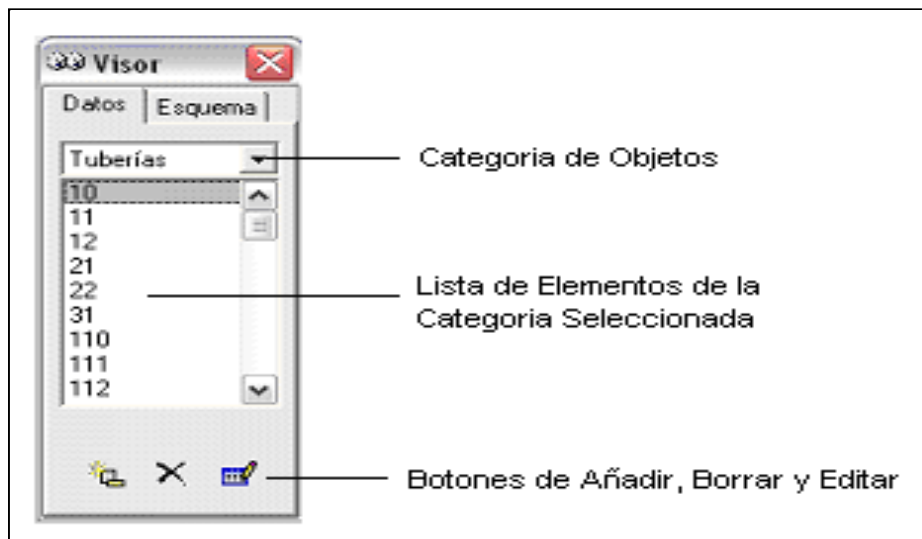 Visor
Datos Esquema
Tuberías
Categoria de Objetos
10
11
12
21
22
31
110
111
112
Lista de Elementos de la
Categoria Seleccionada
Botones de Añadir, Borrar y Editar